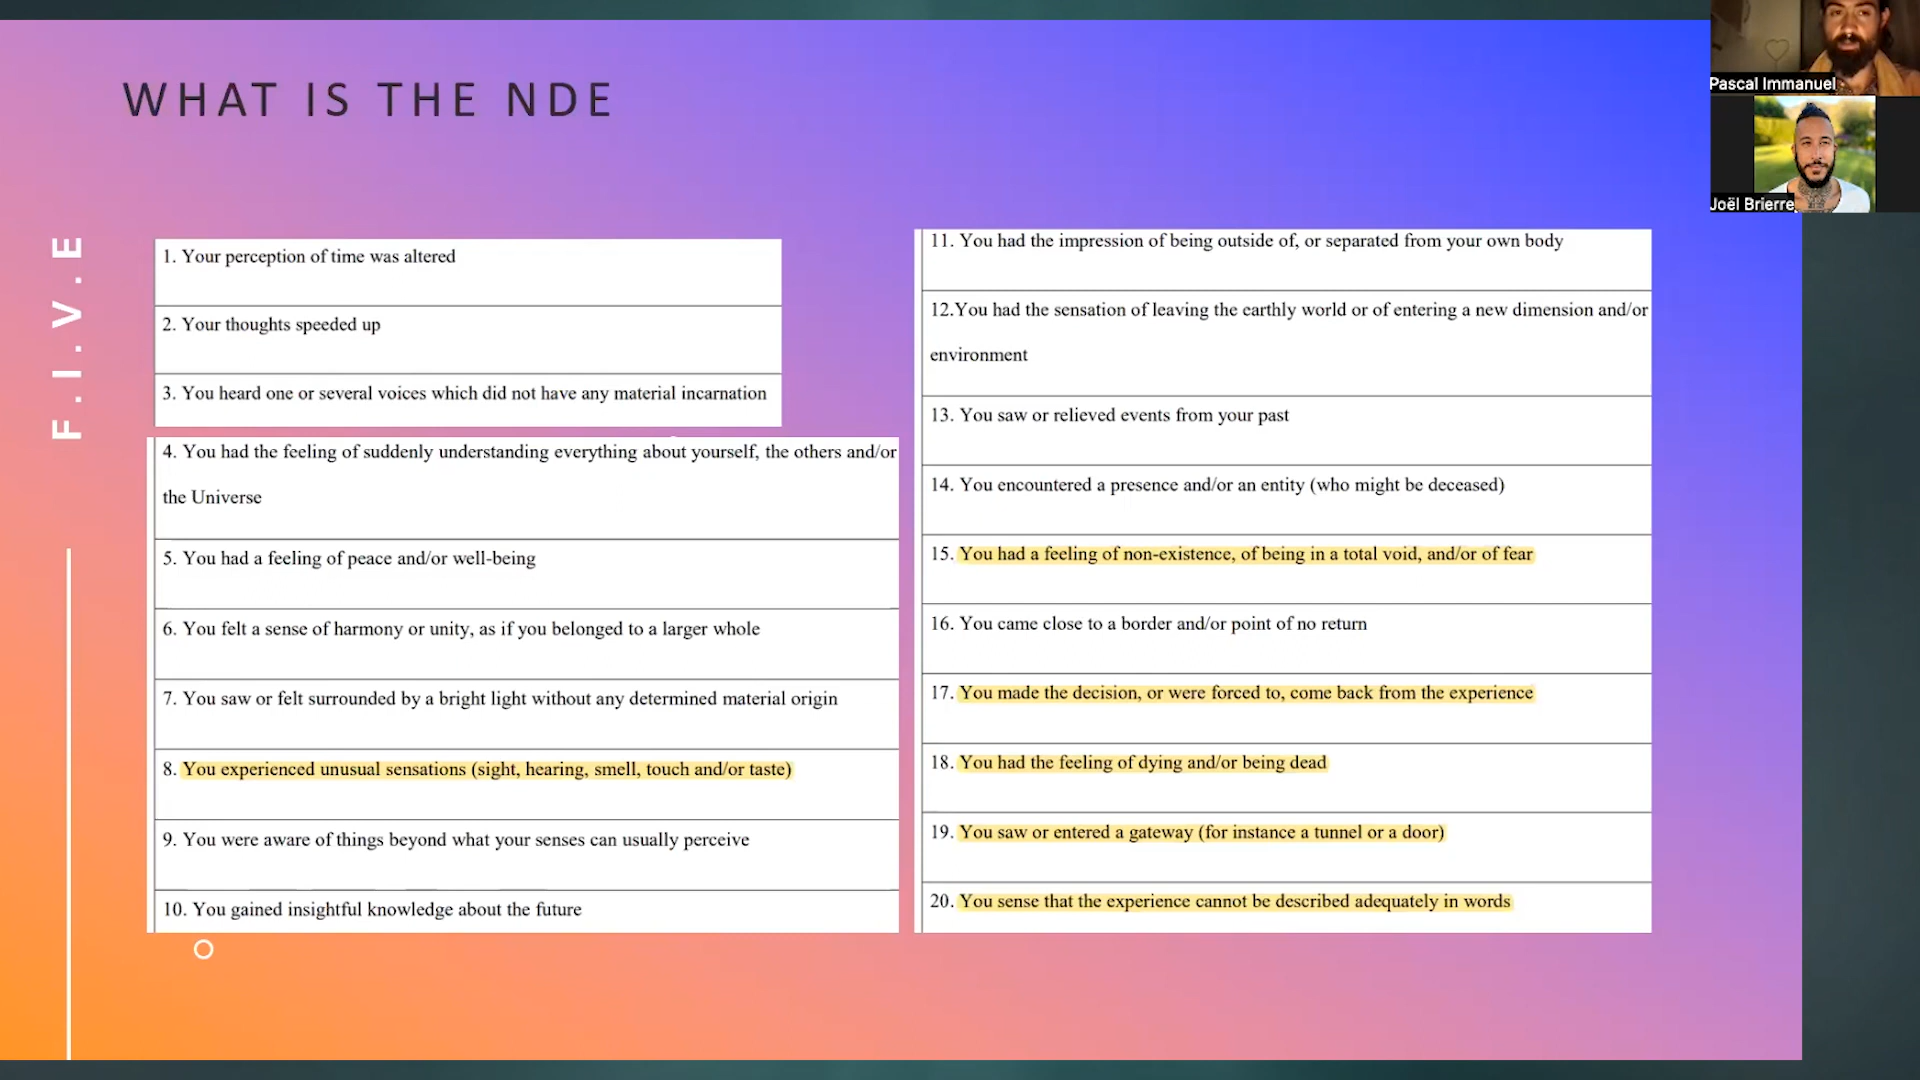 WHAT IS THE NDE
F.I.V.E
1. Your perception of time was altered
2. Your thoughts speeded up
3. You heard one or several voices which did not have any material incarnation
4. You had the feeling of suddenly understanding everything about yourself, the others and/or
the Universe
5. You had a feeling of peace and/or well-being
6. You felt a sense of harmony or unity, as if you belonged to a larger whole
7. You saw or felt surrounded by a bright light without any determined material origin
8. You experienced unusual sensations (sight, hearing, smell, touch and/or taste)
9. You were aware of things beyond what your senses can usually perceive
10. You gained insightful knowledge about the future
11. You had the impression of being outside of, or separated from your own body
12.You had the sensation of leaving the earthly world or of entering a new dimension and/or
environment
13. You saw or relieved events from your past
14. You encountered a presence and/or an entity (who might be deceased)
15. You had a feeling of non-existence, of being in a total void, and/or of fear
16. You came close to a border and/or point of no return
17. You made the decision, or were forced to, come back from the experience
18. You had the feeling of dying and/or being dead
19. You saw or entered a gateway (for instance a tunnel or a door)
20. You sense that the experience cannot be described adequately in words
Pascal Immanuel
Joël Brierre